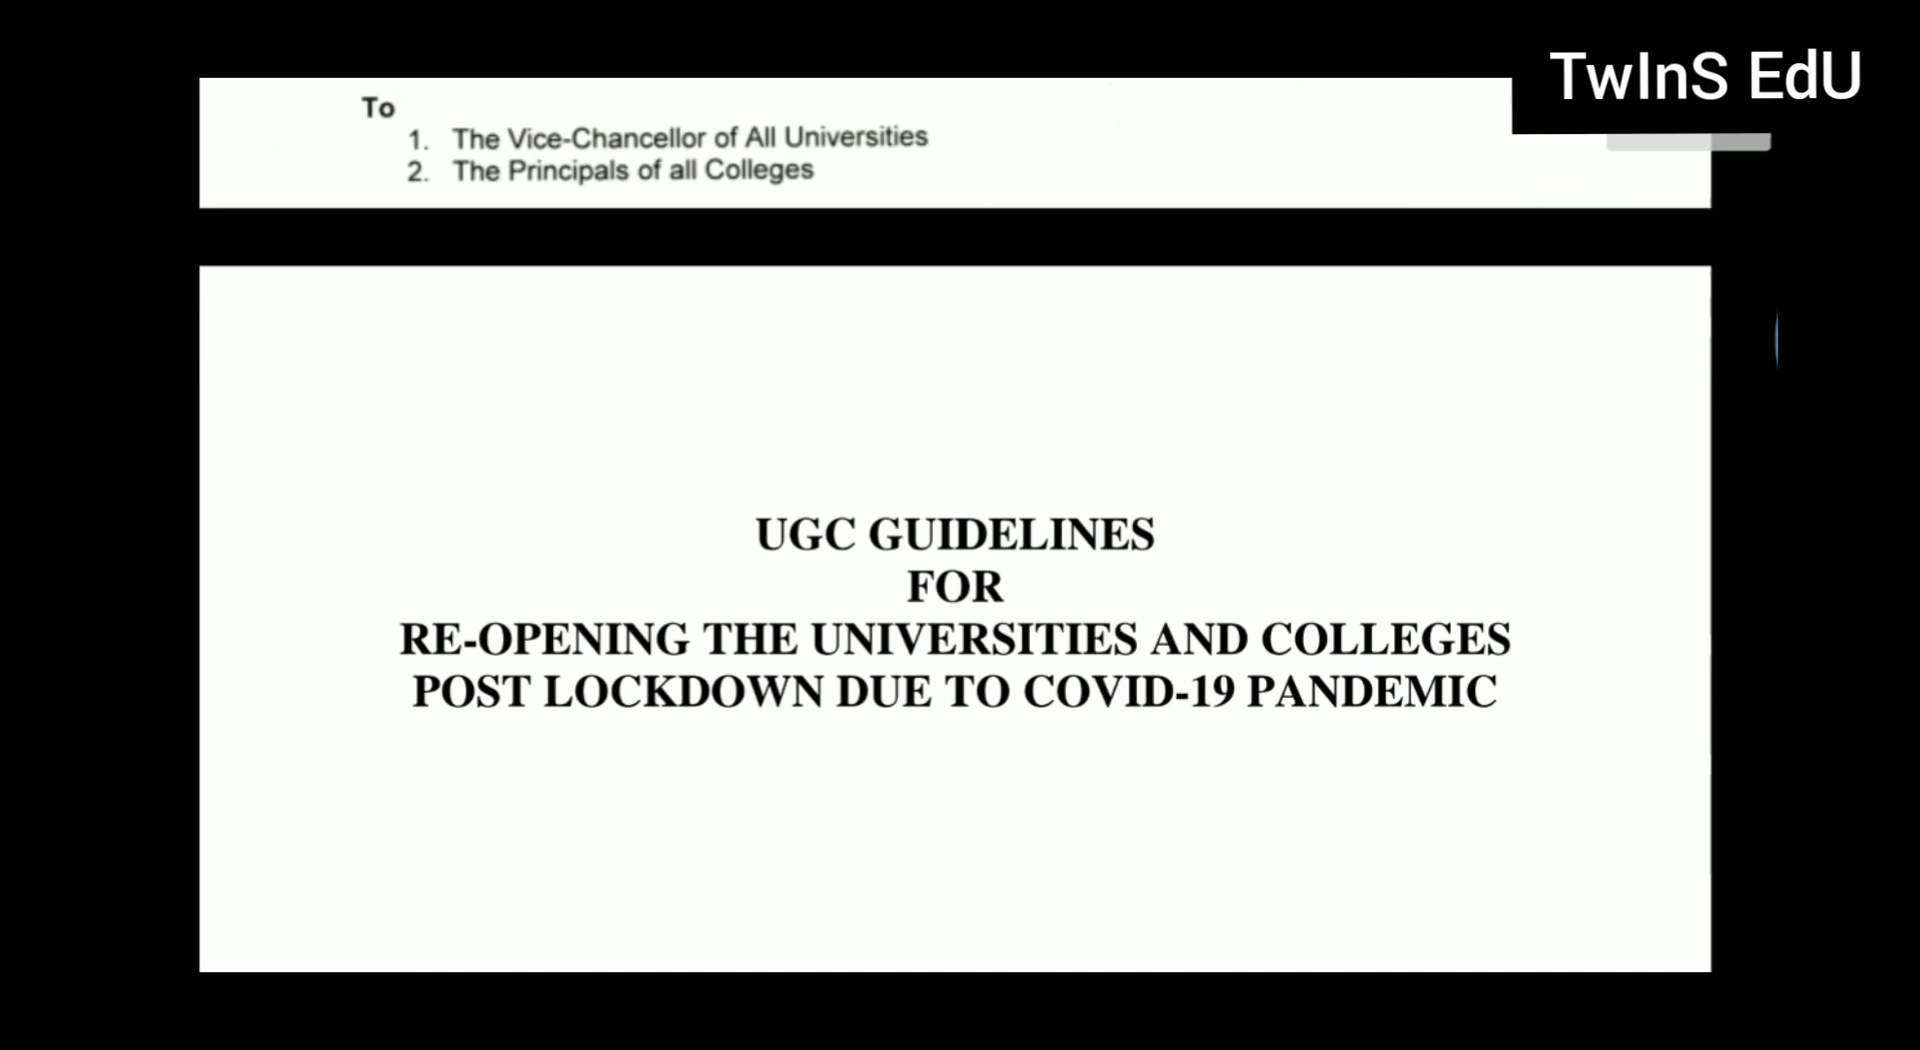 TwInS EdU
To
1. The Vice-Chancellor of All Universities
2. The Principals of all Colleges
UGC GUIDELINES
FOR
RE-OPENING THE UNIVERSITIES AND COLLEGES
POST LOCKDOWN DUE TO COVID-19 PANDEMIC